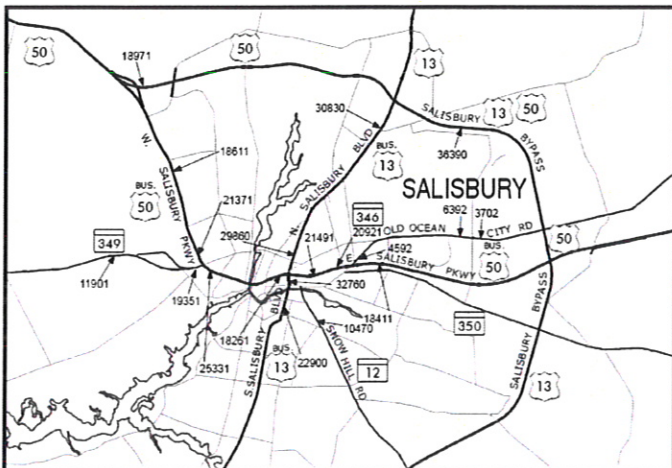 50
18971
50
13
30830
SALISBURY
13
50
BYPASS
W. SALISBURY PKWY
18611
N. SALISBURY BLVD
BUS.
13
36390
SALISBURY
BUS.
50
21371
29860
346
6392
3702
349
21491
20921
OLD OCEAN CITY RD
4592
E. SALISBURY PKWY
BUS.
50
50
11901
19351
32760
18261
18411
10470
350
25331
S SALISBURY BLVD
BUS.
13
22900
SNOW HILL RD
12
SALISBURY BYPASS
13